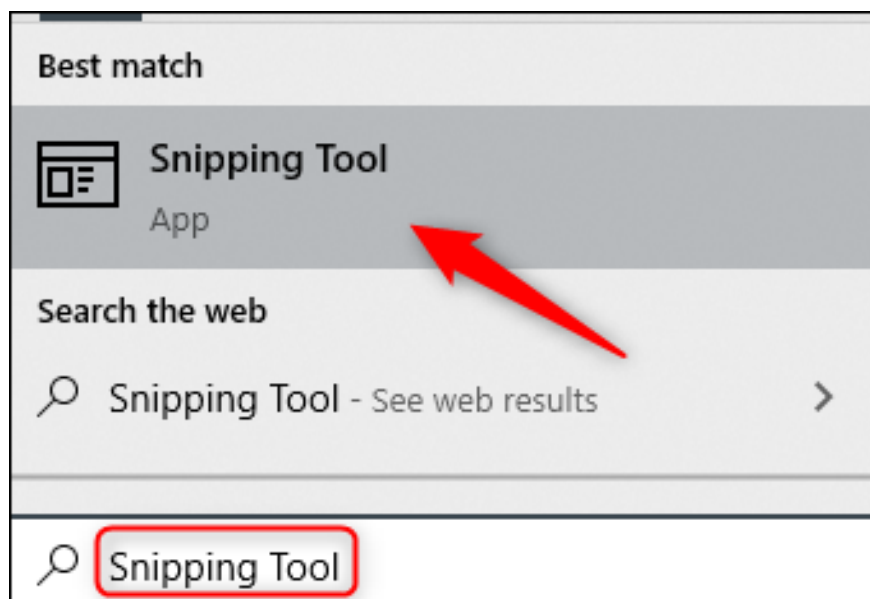 Best match
Snipping Tool
App
Search the web
Snipping Tool - See web results
Snipping Tool